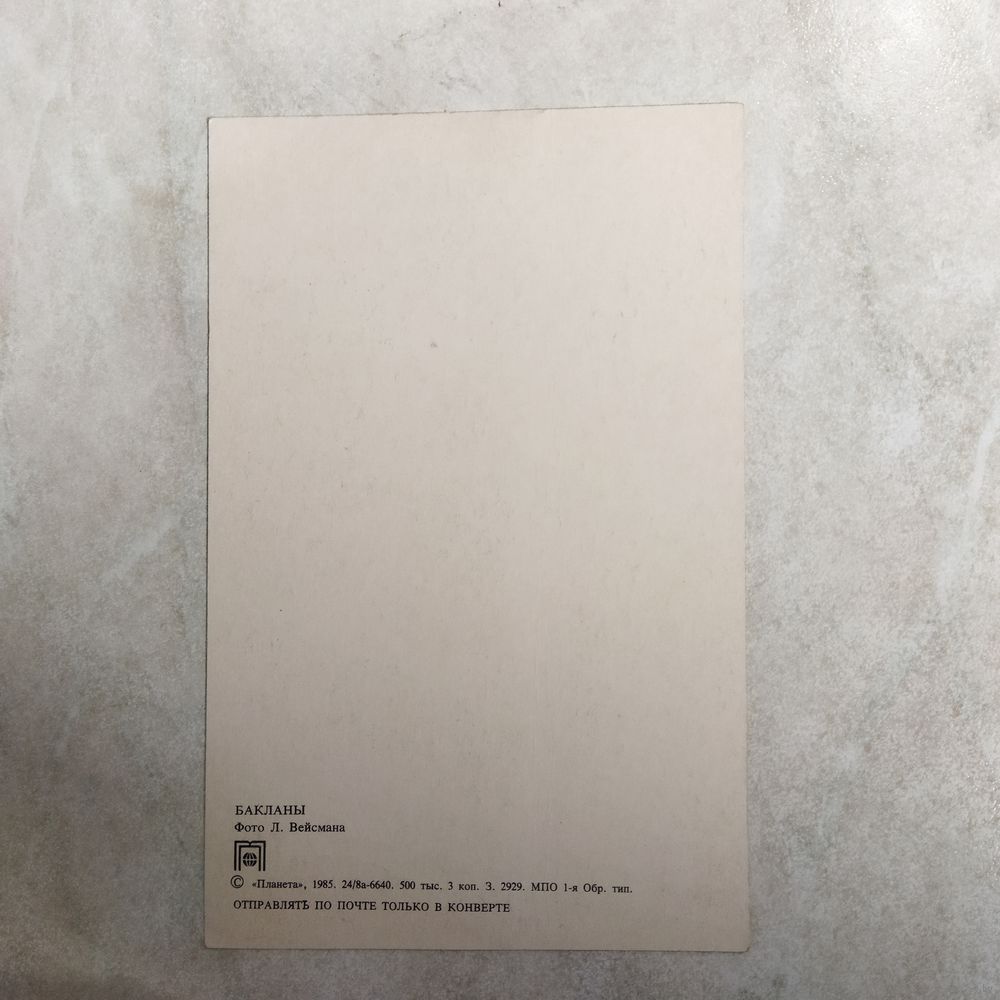 БАКЛАНЫ
Фото Л. Вейсмана
© «Планета», 1985. 24/8а-6640. 500 тыс. 3 коп. З. 2929. МПО 1-я Обр. тип.
ОТПРАВЛЯТЬ ПО ПОЧТЕ ТОЛЬКО В КОНВЕРТЕ